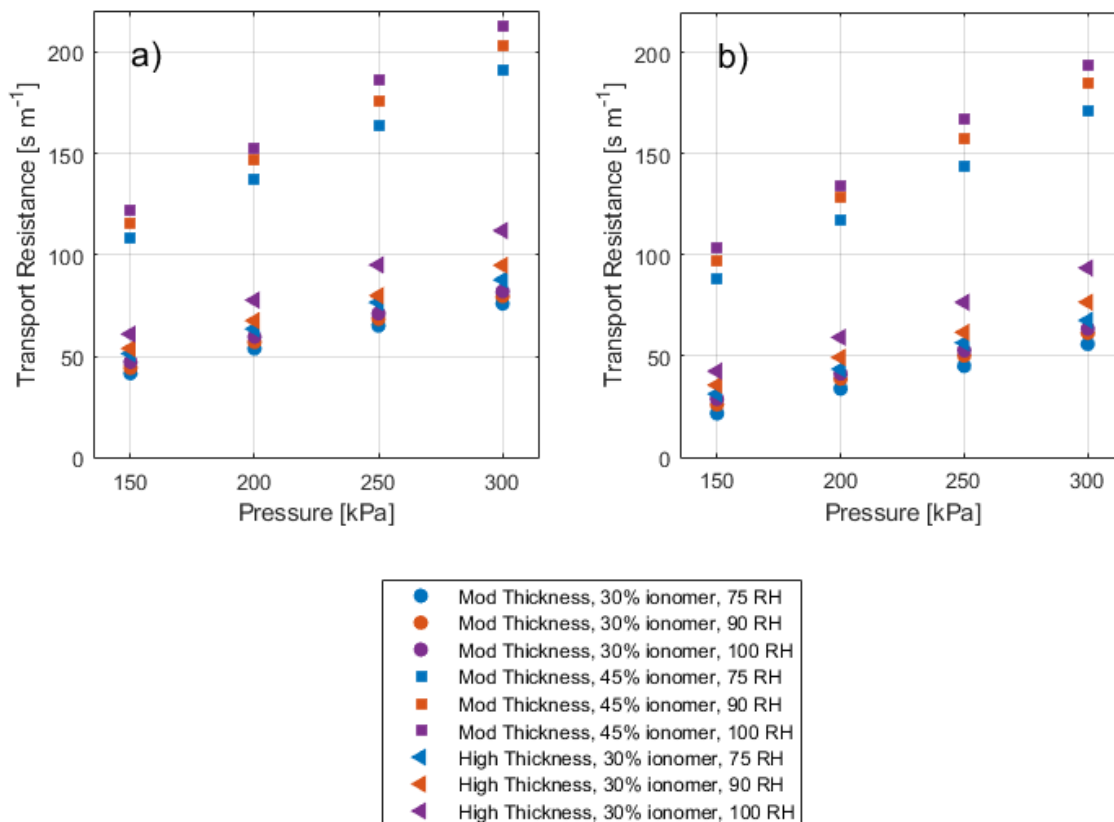 a)
200
150
100
50
0
150 200 250 300
Transport Resistance [s m⁻¹]
Pressure [kPa]
b)
200
150
100
50
0
150 200 250 300
Transport Resistance [s m⁻¹]
Pressure [kPa]
Mod Thickness, 30% ionomer, 75 RH
Mod Thickness, 30% ionomer, 90 RH
Mod Thickness, 30% ionomer, 100 RH
Mod Thickness, 45% ionomer, 75 RH
Mod Thickness, 45% ionomer, 90 RH
Mod Thickness, 45% ionomer, 100 RH
High Thickness, 30% ionomer, 75 RH
High Thickness, 30% ionomer, 90 RH
High Thickness, 30% ionomer, 100 RH